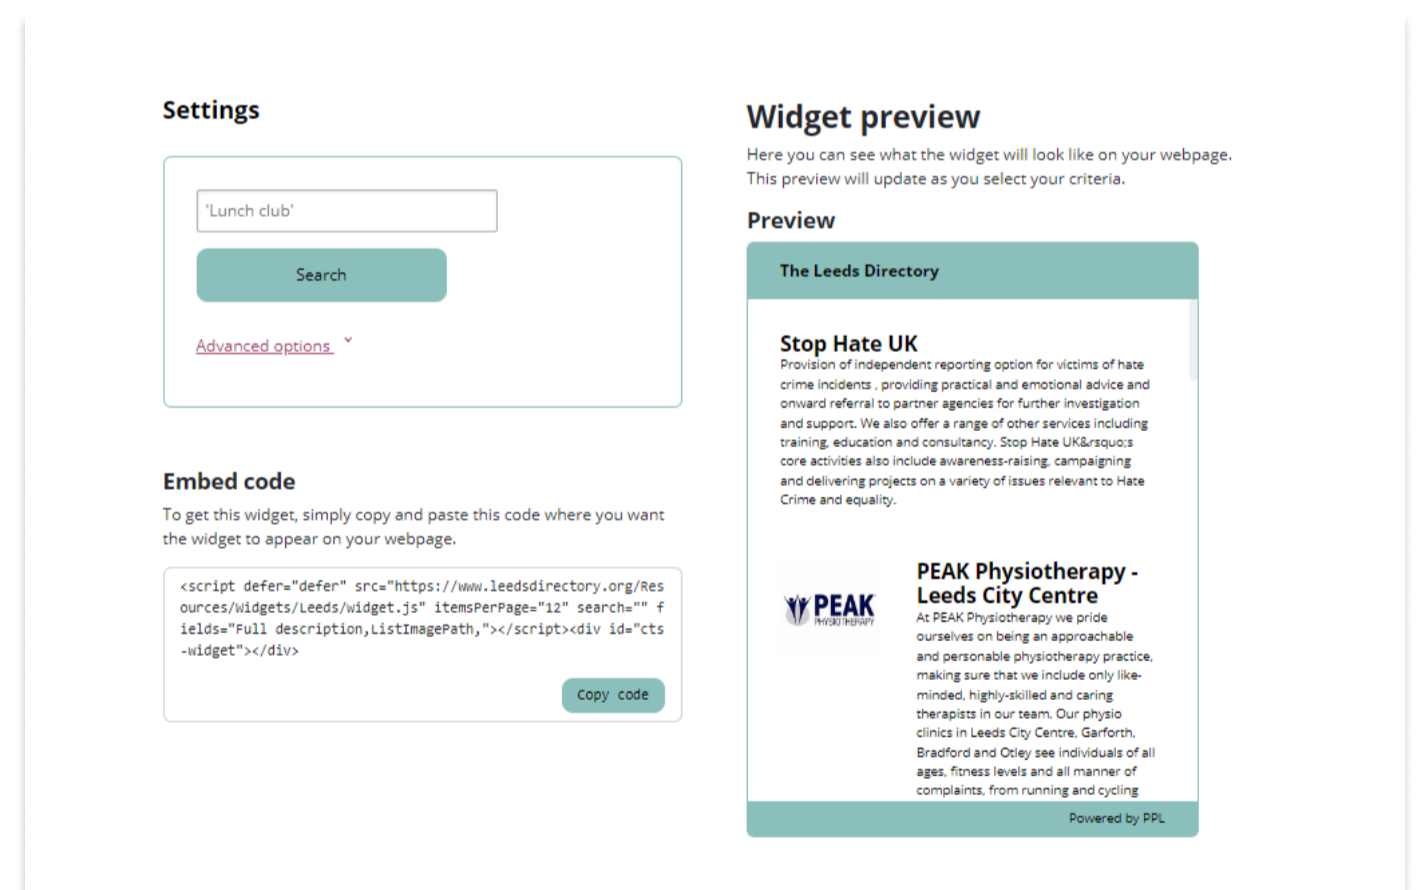 Settings
'Lunch club'
Search
Advanced options
Embed code
To get this widget, simply copy and paste this code where you want
the widget to appear on your webpage.
<script defer="defer" src="https://www.leedsdirectory.org/Res
ources/Widgets/Leeds/widget.js" itemsPerPage="12" search="" f
ields="Full description,ListImagePath,"></script><div id="cts
-widget"></div>
Copy code
Widget preview
Here you can see what the widget will look like on your webpage.
This preview will update as you select your criteria.
Preview
The Leeds Directory
Stop Hate UK
Provision of independent reporting option for victims of hate
crime incidents , providing practical and emotional advice and
onward referral to partner agencies for further investigation
and support. We also offer a range of other services including
training, education and consultancy. Stop Hate UK&rsquo;s
core activities also include awareness-raising, campaigning
and delivering projects on a variety of issues relevant to Hate
Crime and equality.
PEAK
PHYSIOTHERAPY
PEAK Physiotherapy -
Leeds City Centre
At PEAK Physiotherapy we pride
ourselves on being an approachable
and personable physiotherapy practice,
making sure that we include only like-
minded, highly-skilled and caring
therapists in our team. Our physio
clinics in Leeds City Centre, Garforth,
Bradford and Otley see individuals of all
ages, fitness levels and all manner of
complaints, from running and cycling
Powered by PPL